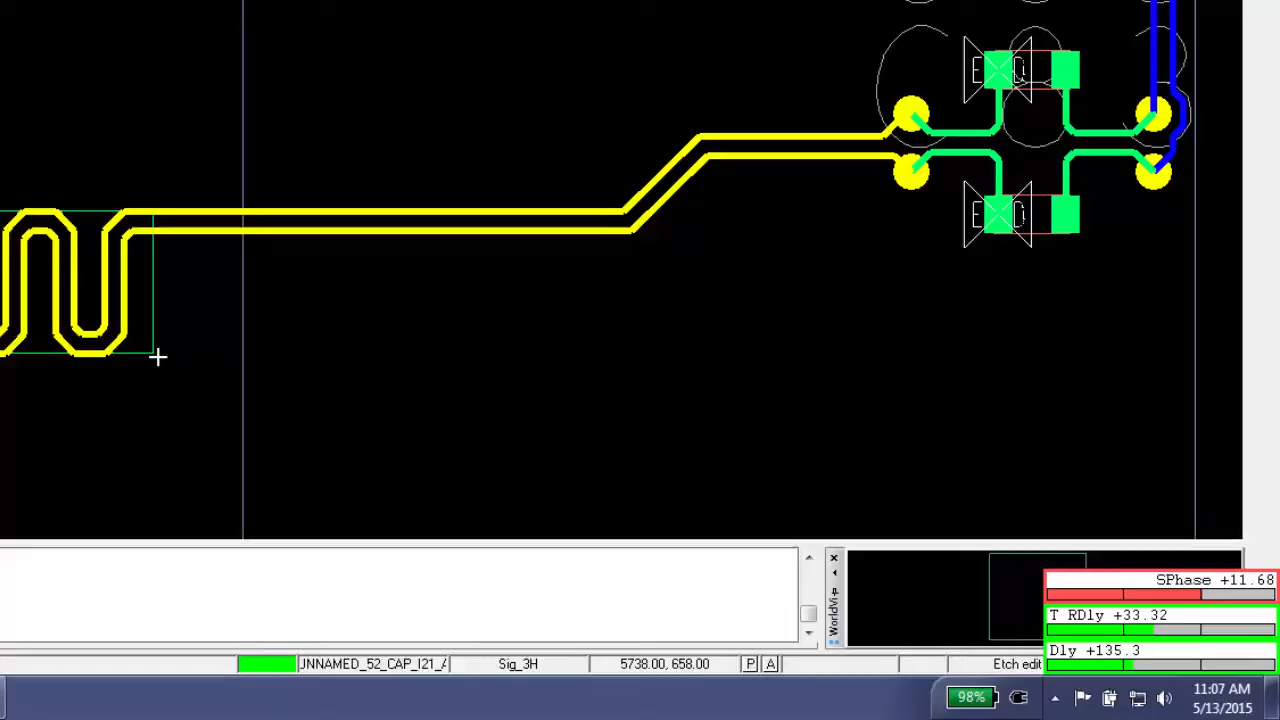 E D
E D
WorldVi
SPhase +11.68
T RDly +33.32
Dly +135.3
Sig_3H
5738.00, 658.00
P A
Etch edit
98%
11:07 AM
5/13/2015